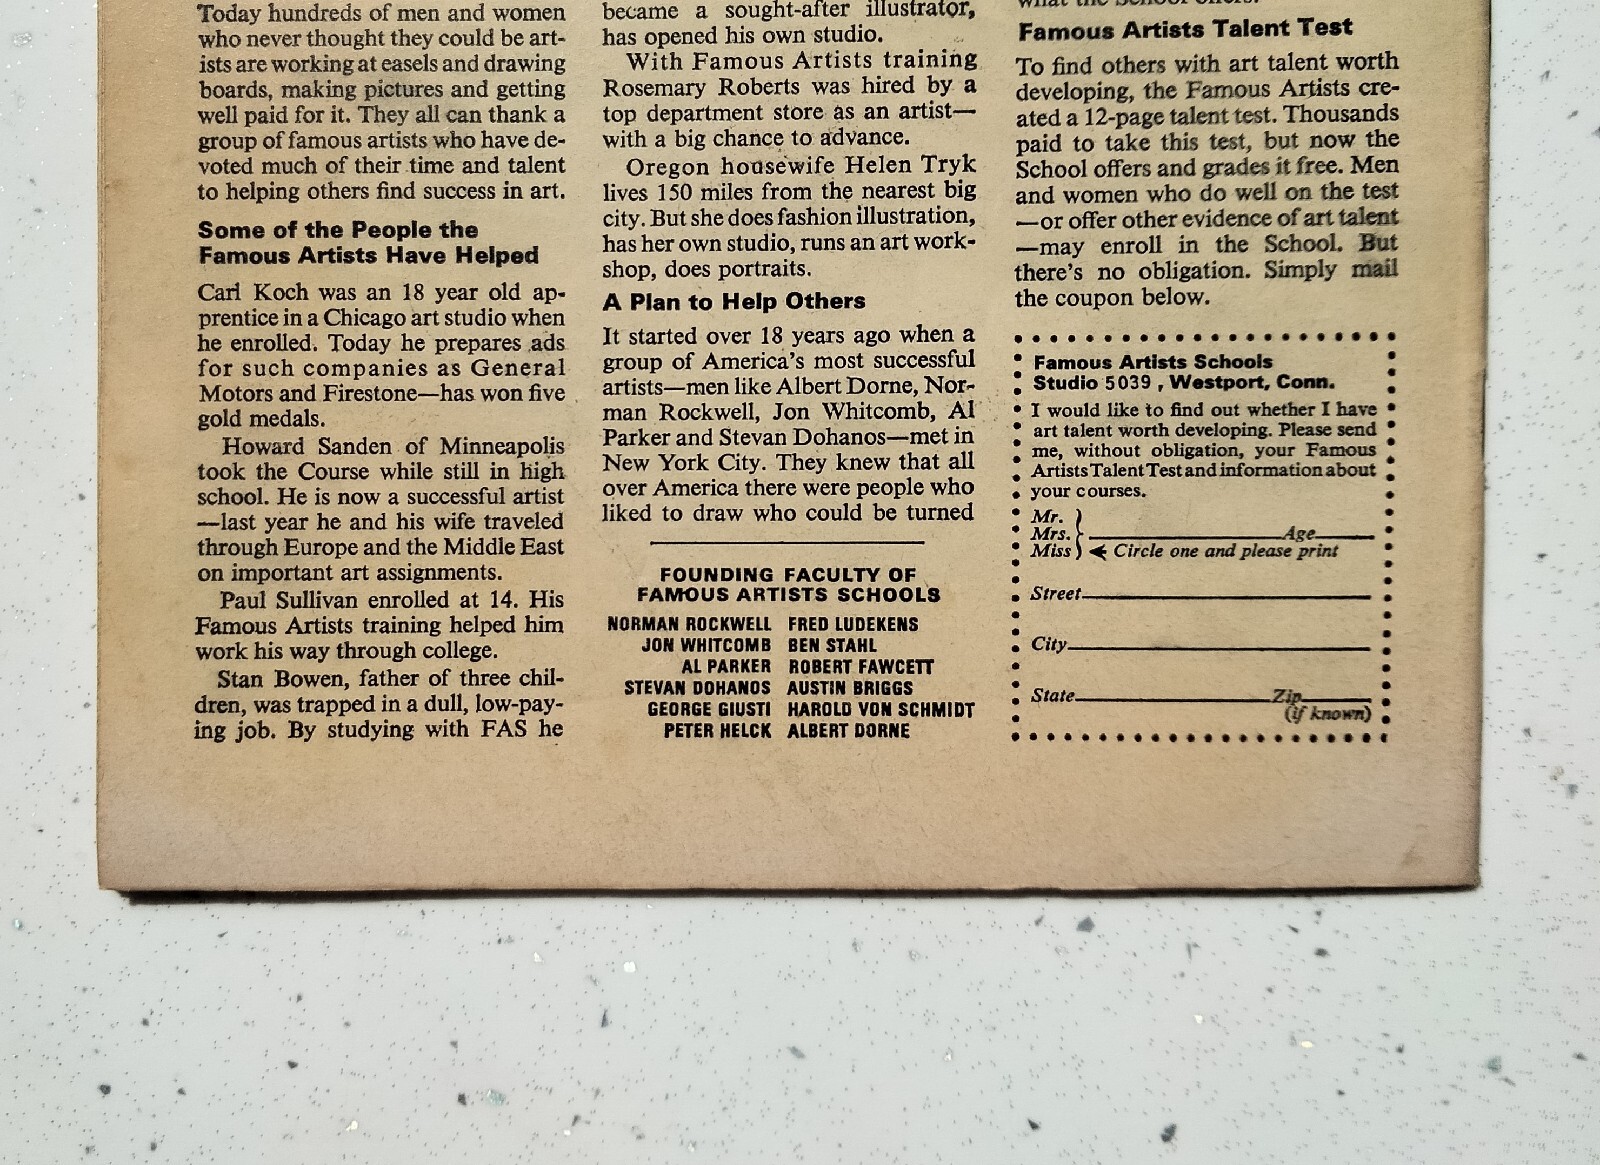 Today hundreds of men and women
who never thought they could be art-
ists are working at easels and drawing
boards, making pictures and getting
well paid for it. They all can thank a
group of famous artists who have de-
voted much of their time and talent
to helping others find success in art.
Some of the People the
Famous Artists Have Helped
Carl Koch was an 18 year old ap-
prentice in a Chicago art studio when
he enrolled. Today he prepares ads
for such companies as General
Motors and Firestone—has won five
gold medals.
Howard Sanden of Minneapolis
took the Course while still in high
school. He is now a successful artist
—last year he and his wife traveled
through Europe and the Middle East
on important art assignments.
Paul Sullivan enrolled at 14. His
Famous Artists training helped him
work his way through college.
Stan Bowen, father of three chil-
dren, was trapped in a dull, low-pay-
ing job. By studying with FAS he
became a sought-after illustrator,
has opened his own studio.
With Famous Artists training
Rosemary Roberts was hired by a
top department store as an artist—
with a big chance to advance.
Oregon housewife Helen Tryk
lives 150 miles from the nearest big
city. But she does fashion illustration,
has her own studio, runs an art work-
shop, does portraits.
A Plan to Help Others
It started over 18 years ago when a
group of America's most successful
artists—men like Albert Dorne, Nor-
man Rockwell, Jon Whitcomb, Al
Parker and Stevan Dohanos—met in
New York City. They knew that all
over America there were people who
liked to draw who could be turned
FOUNDING FACULTY OF
FAMOUS ARTISTS SCHOOLS
NORMAN ROCKWELL FRED LUDEKENS
JON WHITCOMB BEN STAHL
AL PARKER ROBERT FAWCETT
STEVAN DOHANOS AUSTIN BRIGGS
GEORGE GIUSTI HAROLD VON SCHMIDT
PETER HELCK ALBERT DORNE
what the School offers.
Famous Artists Talent Test
To find others with art talent worth
developing, the Famous Artists cre-
ated a 12-page talent test. Thousands
paid to take this test, but now the
School offers and grades it free. Men
and women who do well on the test
—or offer other evidence of art talent
—may enroll in the School. But
there's no obligation. Simply mail
the coupon below.
Famous Artists Schools
Studio 5039 , Westport, Conn.
I would like to find out whether I have
art talent worth developing. Please send
me, without obligation, your Famous
Artists Talent Test and information about
your courses.
Mr.
Mrs. Age
Miss Circle one and please print
Street
City
State Zip
(if known)